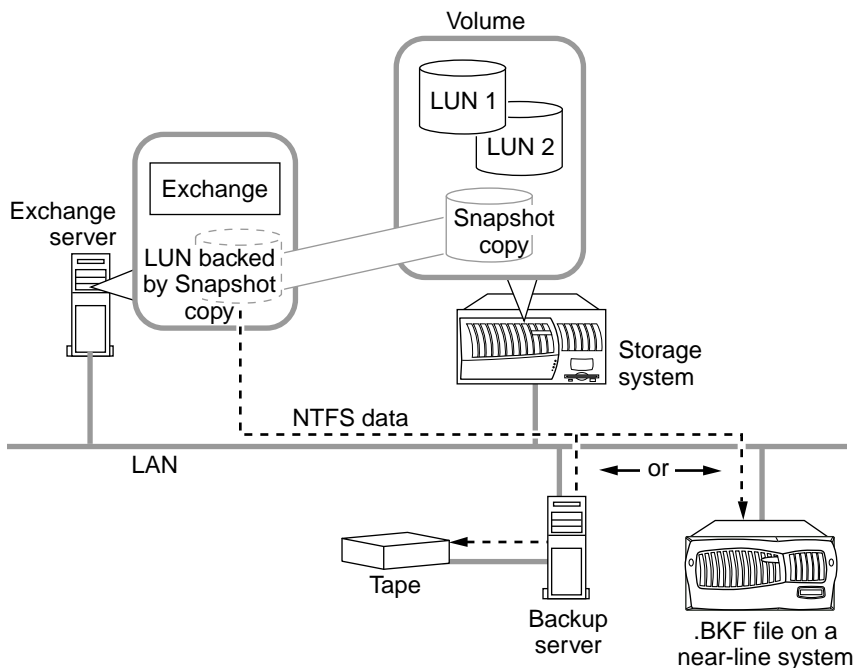 Volume
LUN 1
LUN 2
Exchange
Exchange
server
Snapshot
copy
LUN backed
by Snapshot
copy
Storage
system
NTFS data
LAN
or
Tape
Backup
server
.BKF file on a
near-line system